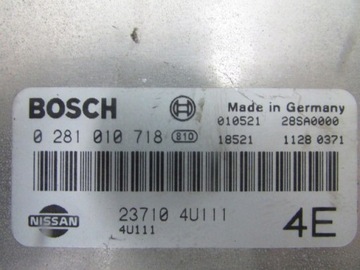 BOSCH Made in Germany
010521 28SA0000
0 281 010 718 810 18521 1128 0371
NISSAN 23710 4U111 4E
4U111